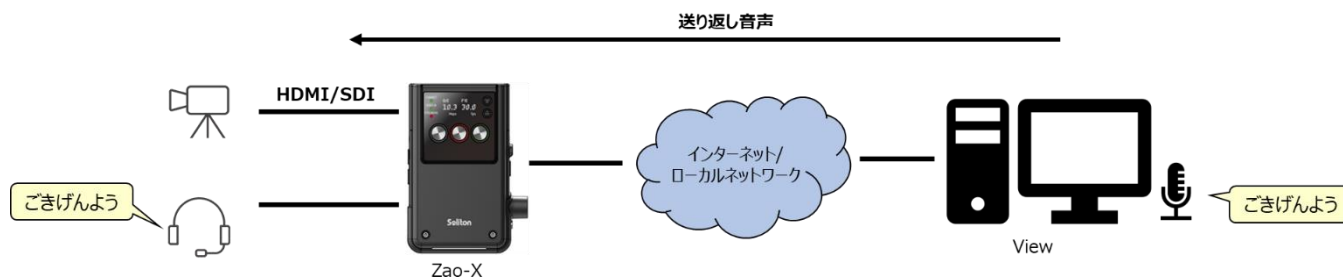 送り返し音声
HDMI/SDI
インターネット/
ローカルネットワーク
ごきげんよう
ごきげんよう
Soliton
View
Zao-X